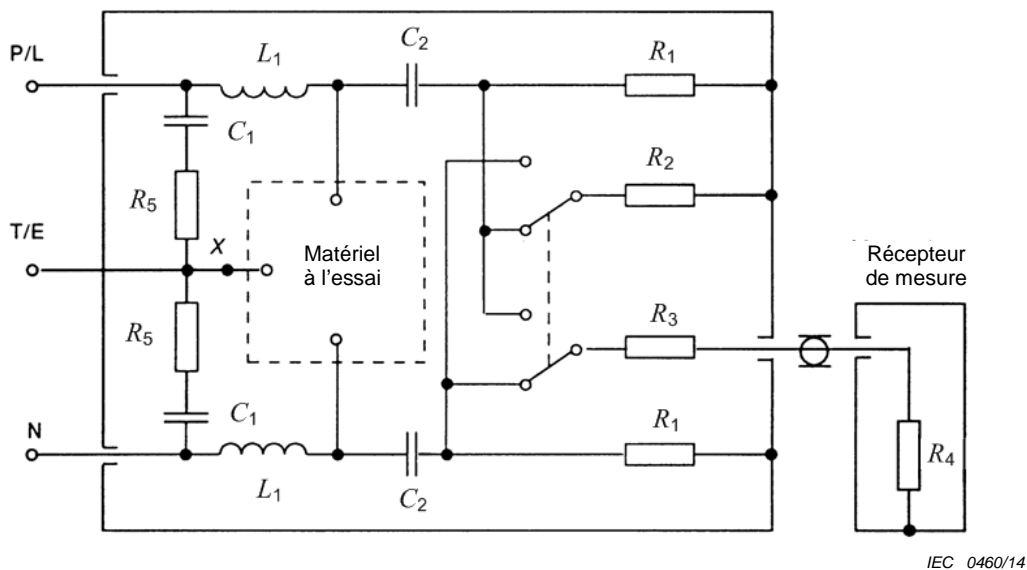 C2
P/L
L1
R1
C1
R2
R5
T/E
X
Matériel
à l'essai
Récepteur
de mesure
R3
R5
C1
N
R1
R4
L1
C2
IEC 0460/14